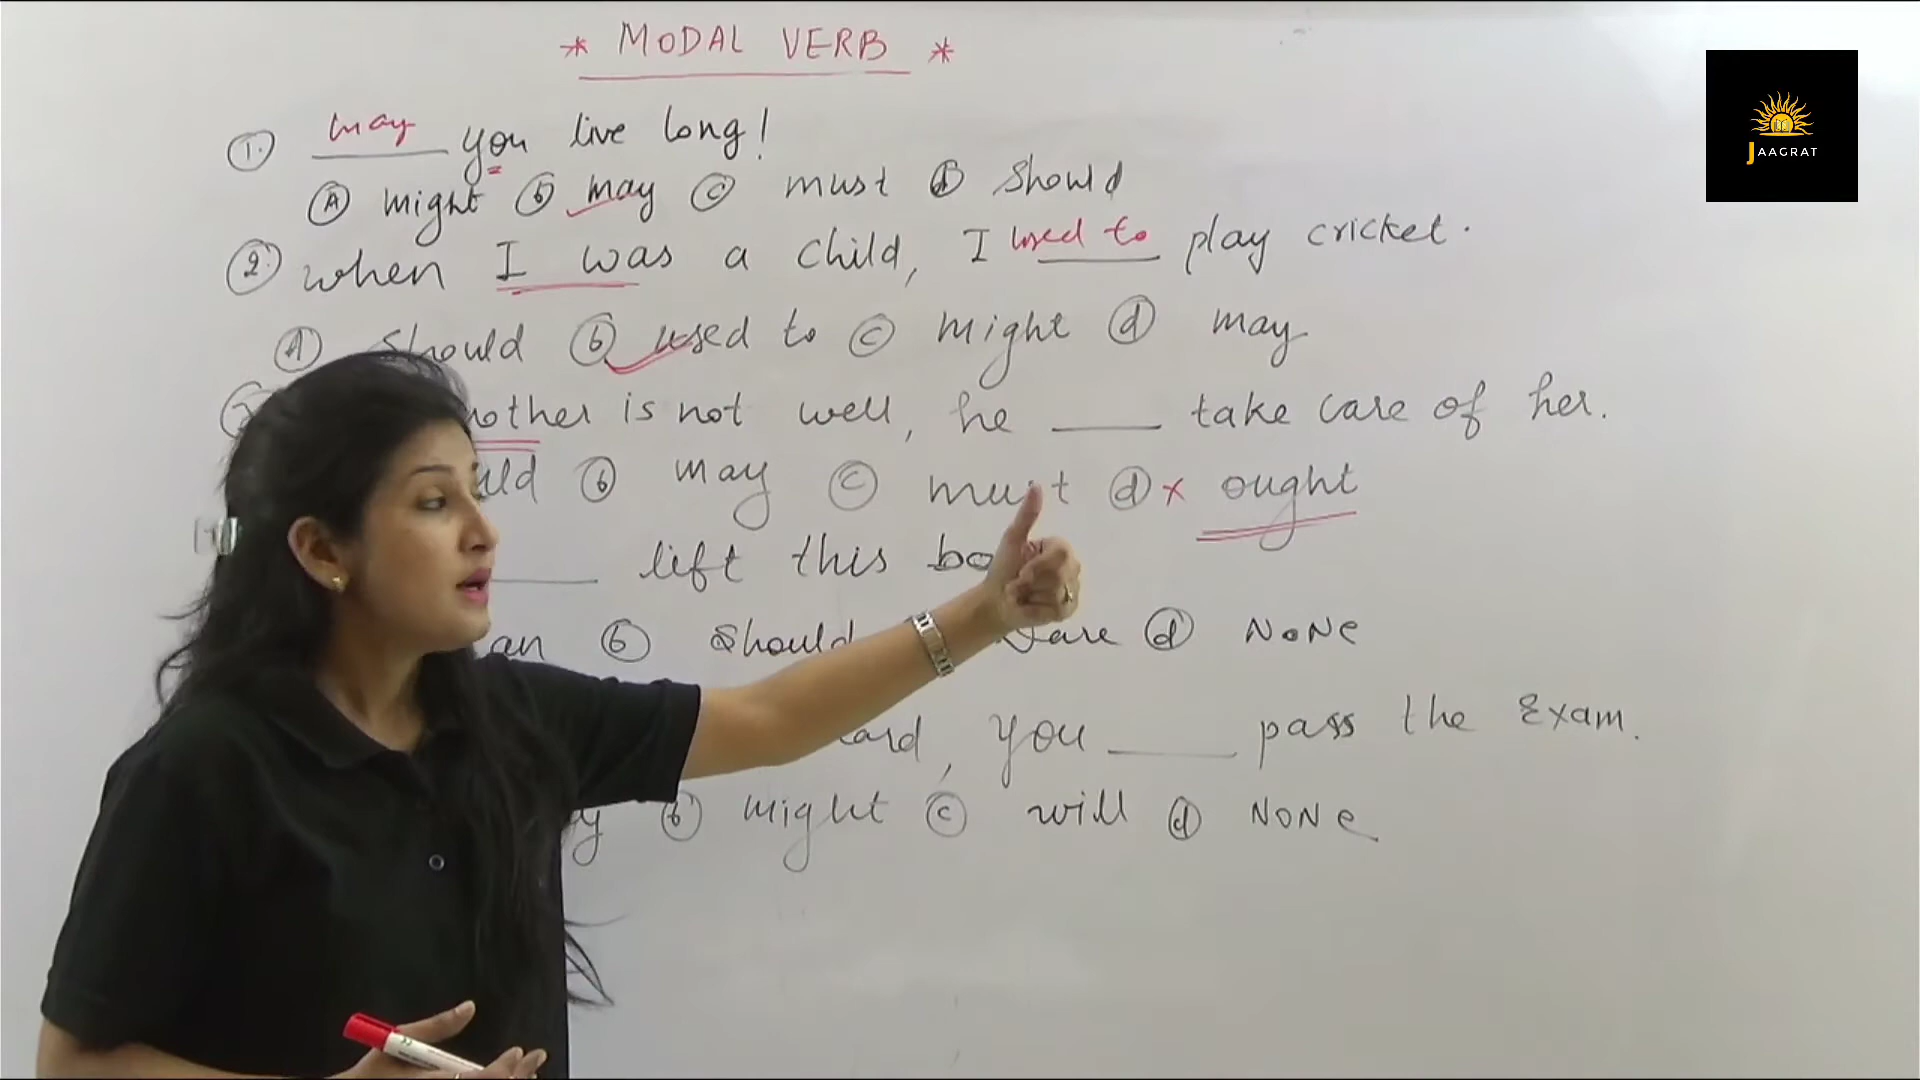 * MODAL VERB *
1. may you live long!
A might b may c must d should
2. when I was a child, I used to play cricket.
A should b used to c might d may
mother is not well, he ____ take care of her.
b may c must d x ought
____ lift this
b should d NONE
, you ____ pass the Exam.
b might c will d NONE
JAAGRAT